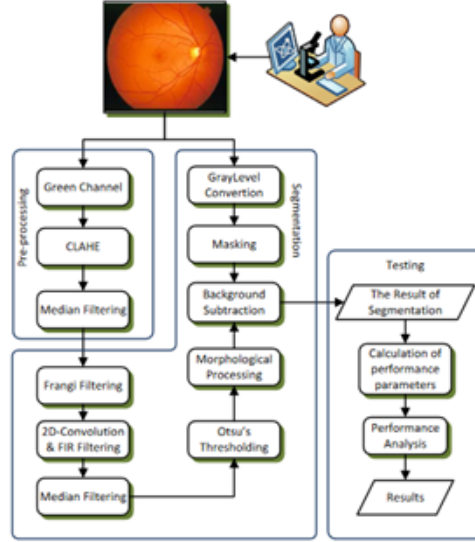 Pre-processing
Green Channel
CLAHE
Median Filtering
Frangi Filtering
2D-Convolution
& FIR Filtering
Median Filtering
Segmentation
GrayLevel
Convertion
Masking
Background
Subtraction
Morphological
Processing
Otsu's
Thresholding
Testing
The Result of
Segmentation
Calculation of
performance
parameters
Performance
Analysis
Results